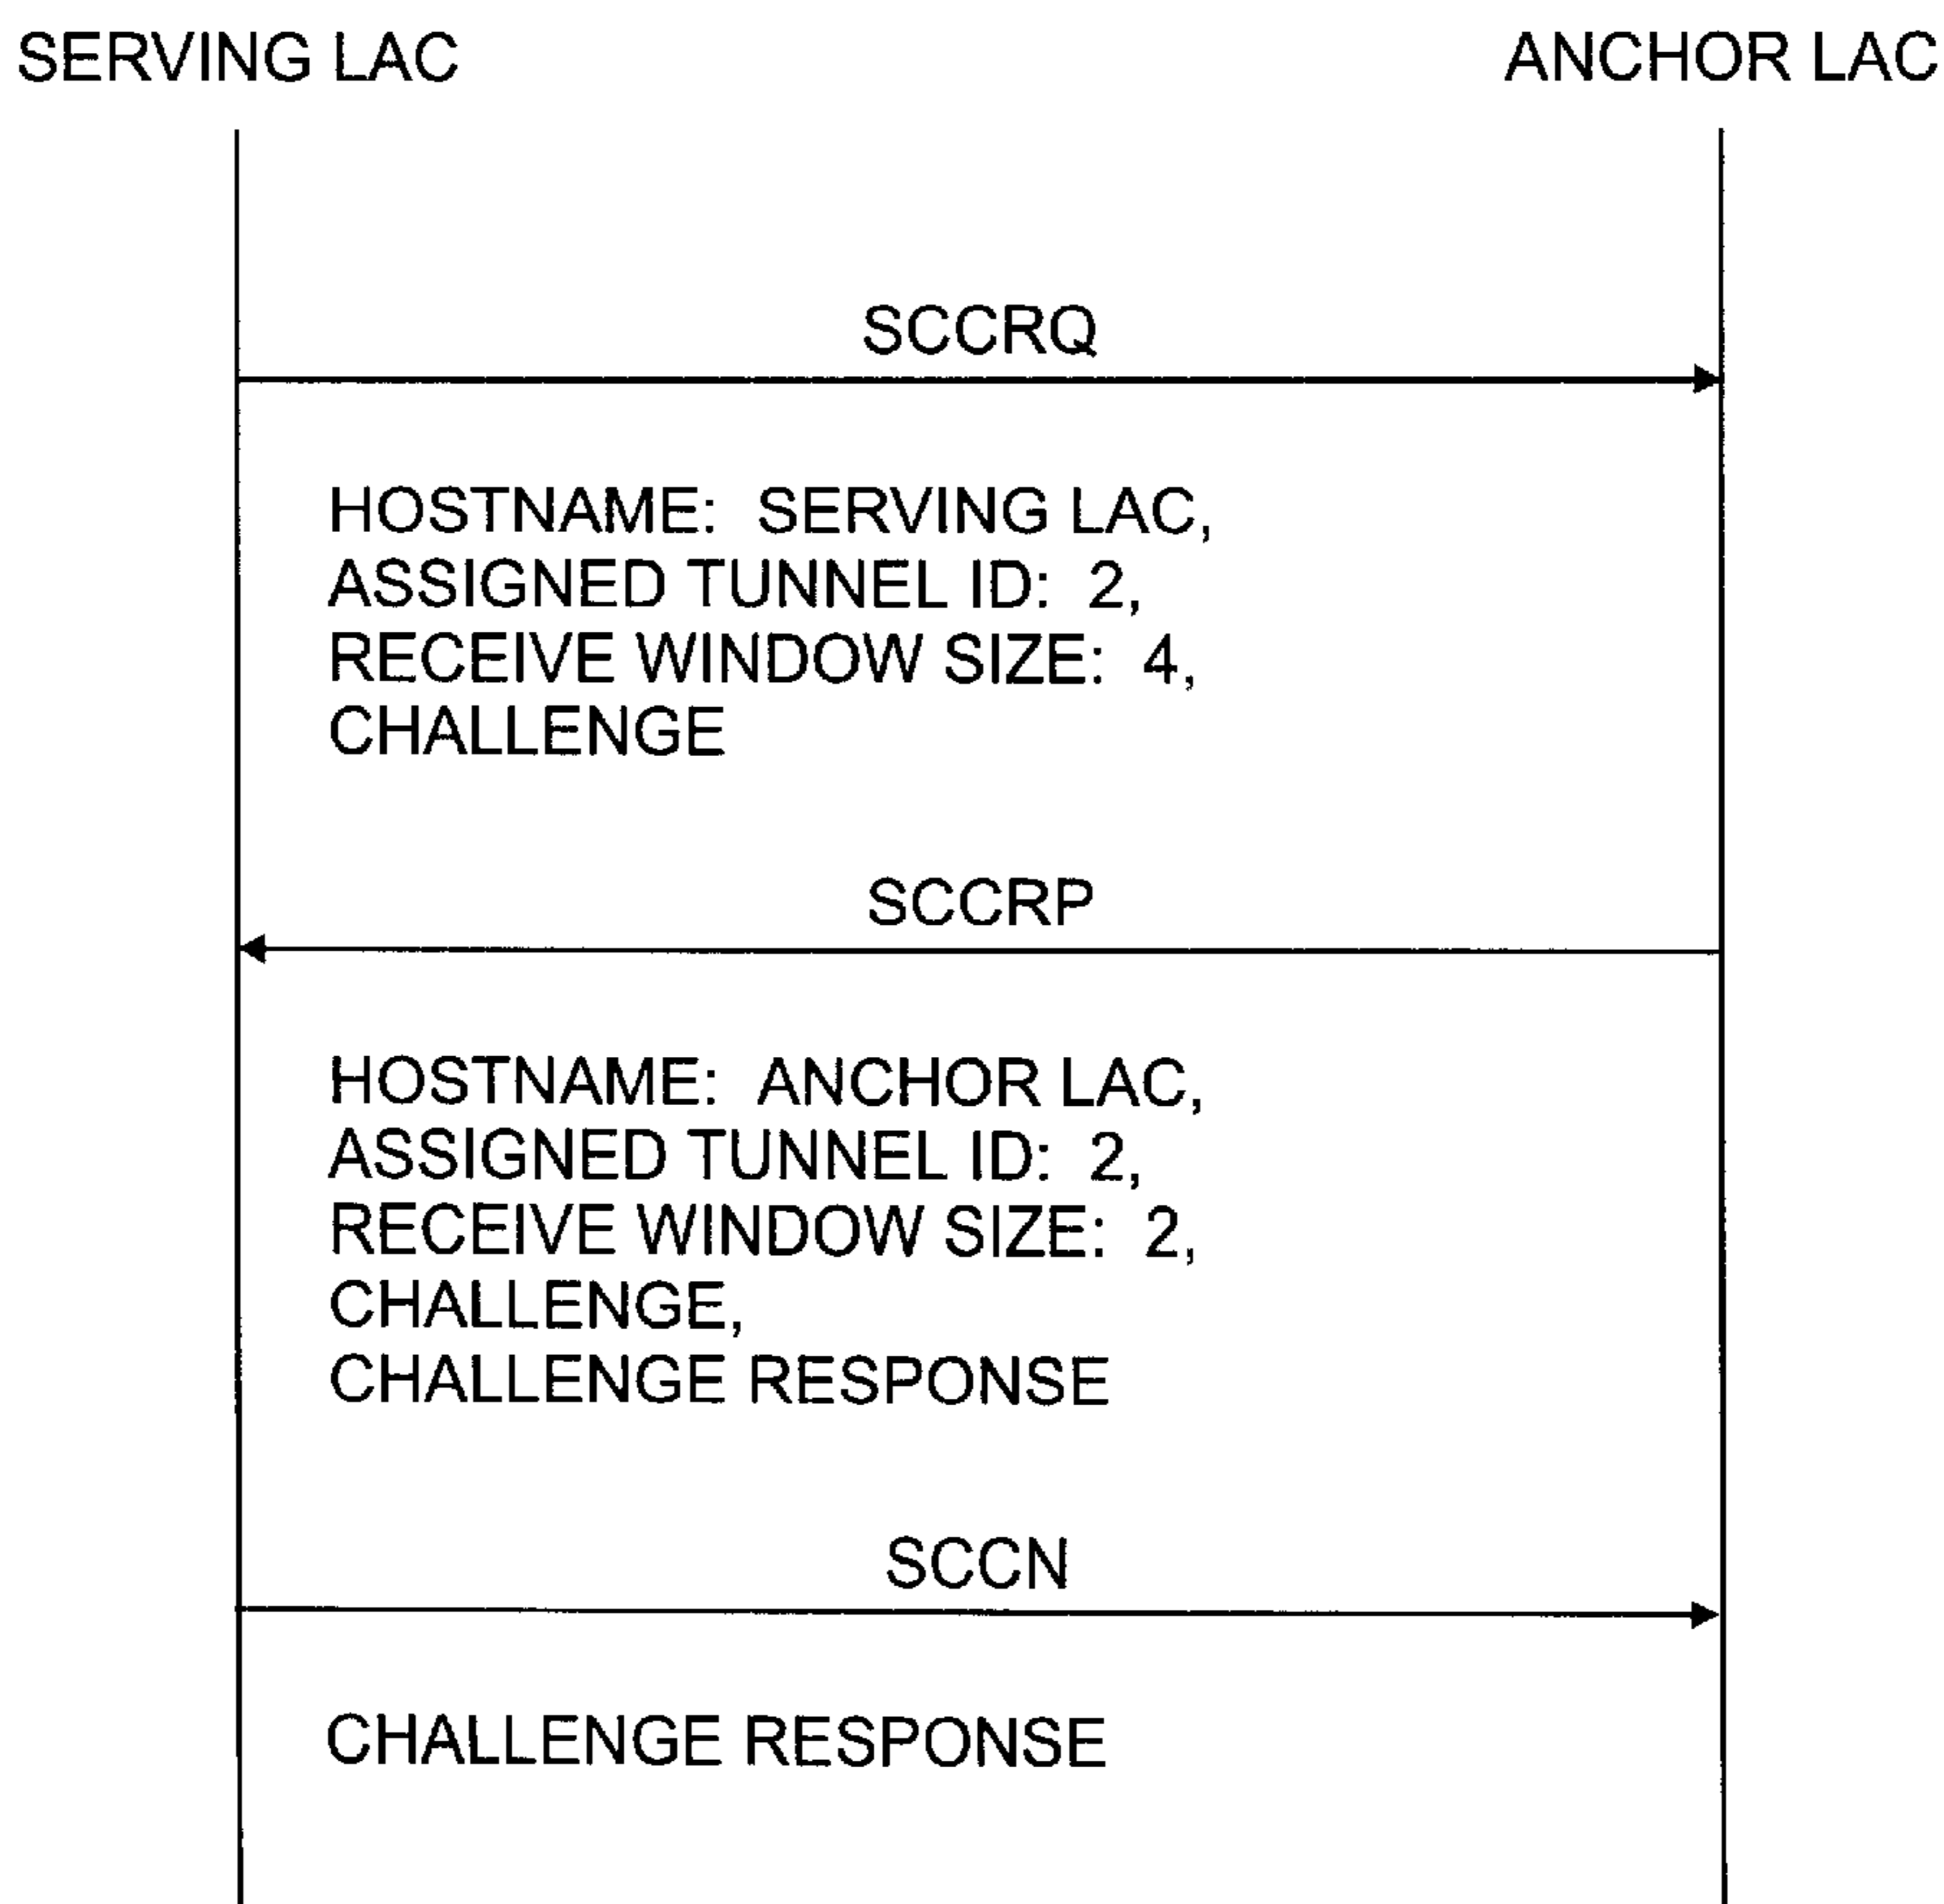 SERVING LAC
ANCHOR LAC
SCCRQ
HOSTNAME: SERVING LAC,
ASSIGNED TUNNEL ID: 2,
RECEIVE WINDOW SIZE: 4,
CHALLENGE
SCCRP
HOSTNAME: ANCHOR LAC,
ASSIGNED TUNNEL ID: 2,
RECEIVE WINDOW SIZE: 2,
CHALLENGE,
CHALLENGE RESPONSE
SCCN
CHALLENGE RESPONSE